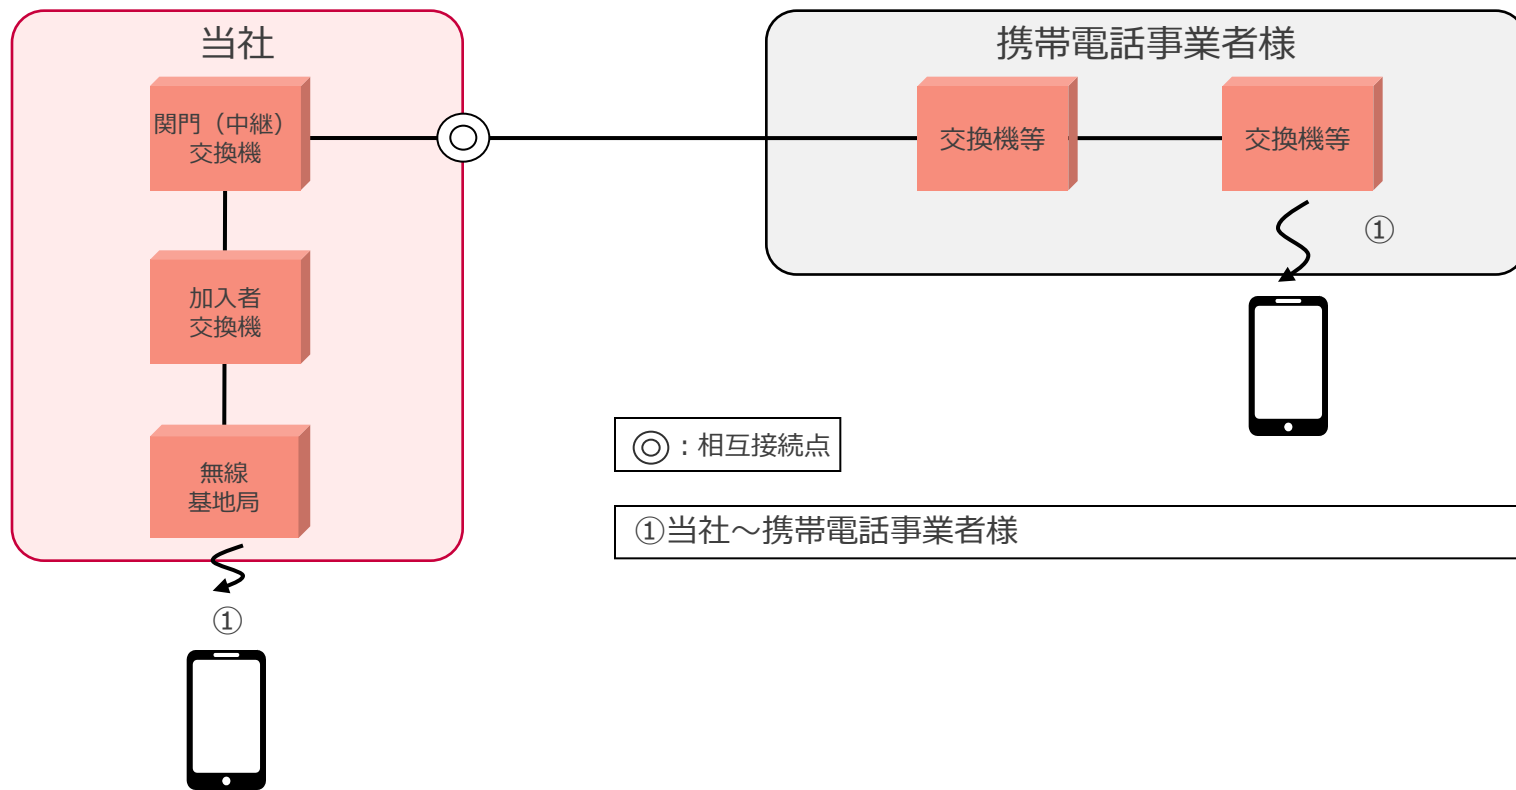 当社
関門（中継）
交換機
加入者
交換機
無線
基地局
①
携帯電話事業者様
交換機等
交換機等
①
◎：相互接続点
①当社～携帯電話事業者様